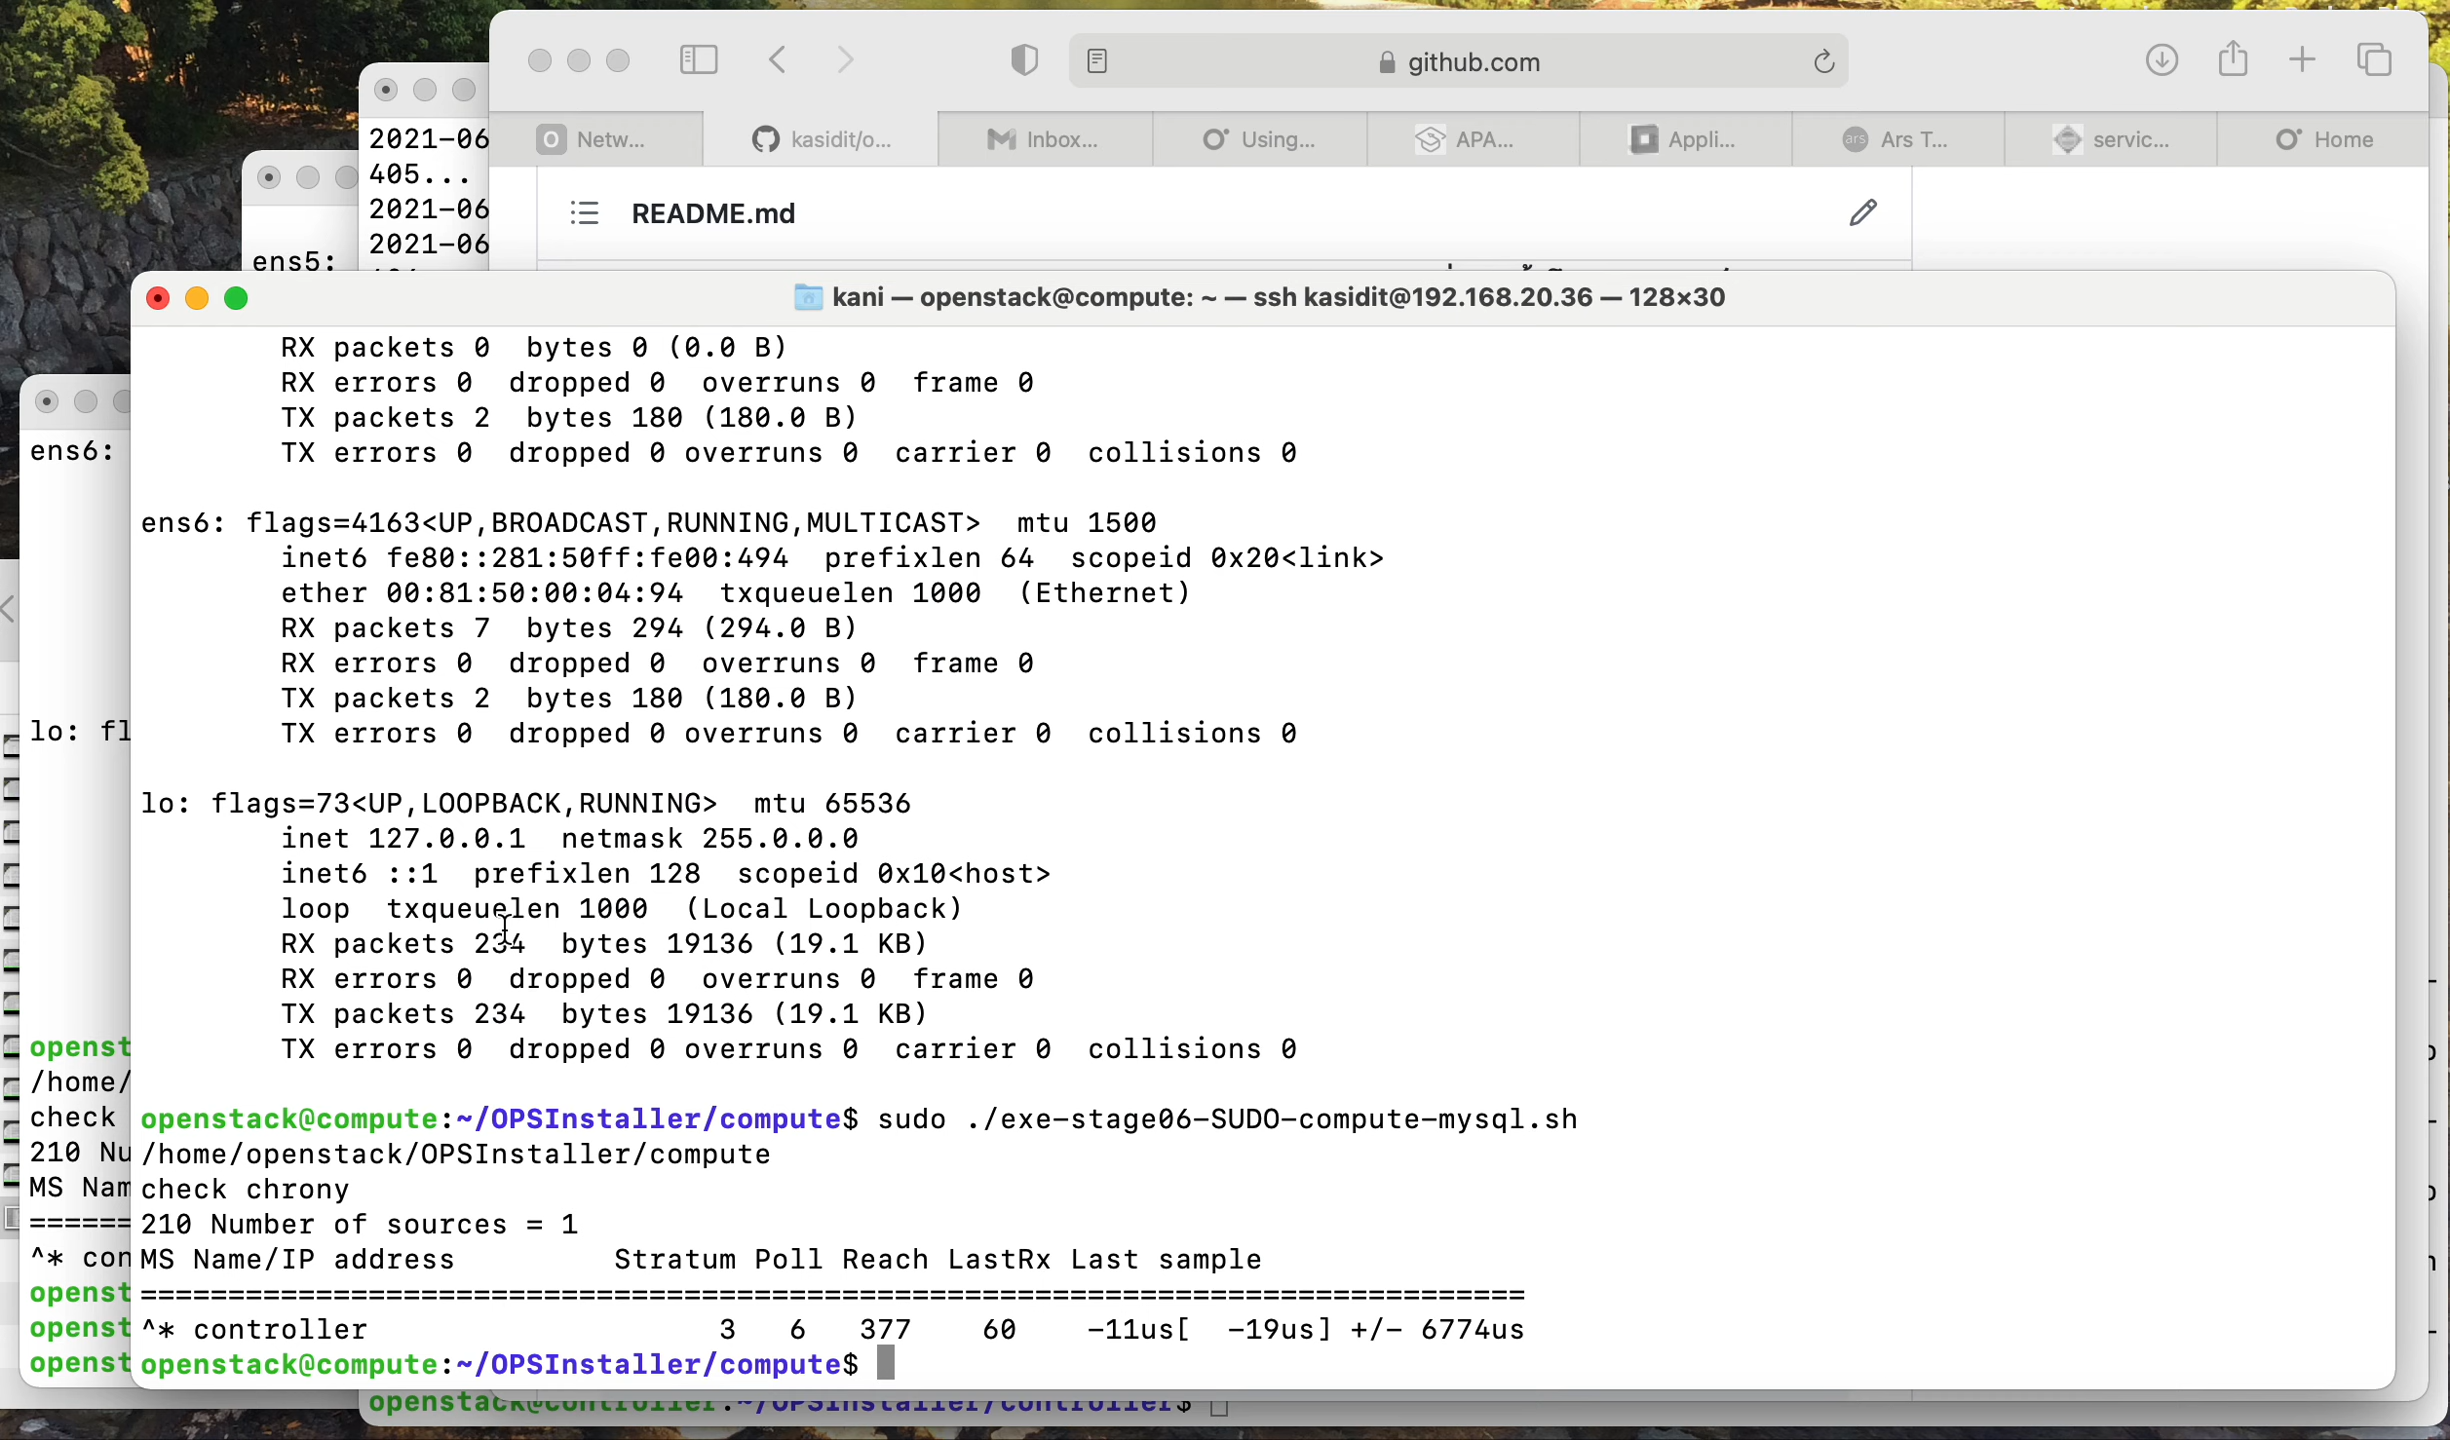 github.com
Netw...
kasidit/o...
Inbox...
Using...
APA...
Appli...
Ars T...
servic...
Home
README.md
2021-06
405...
2021-06
2021-06
ens5:
kani — openstack@compute: ~ — ssh kasidit@192.168.20.36 — 128×30
RX packets 0  bytes 0 (0.0 B)
RX errors 0  dropped 0  overruns 0  frame 0
TX packets 2  bytes 180 (180.0 B)
TX errors 0  dropped 0 overruns 0  carrier 0  collisions 0
ens6: flags=4163<UP,BROADCAST,RUNNING,MULTICAST>  mtu 1500
inet6 fe80::281:50ff:fe00:494  prefixlen 64  scopeid 0x20<link>
ether 00:81:50:00:04:94  txqueuelen 1000  (Ethernet)
RX packets 7  bytes 294 (294.0 B)
RX errors 0  dropped 0  overruns 0  frame 0
TX packets 2  bytes 180 (180.0 B)
TX errors 0  dropped 0 overruns 0  carrier 0  collisions 0
lo: flags=73<UP,LOOPBACK,RUNNING>  mtu 65536
inet 127.0.0.1  netmask 255.0.0.0
inet6 ::1  prefixlen 128  scopeid 0x10<host>
loop  txqueuelen 1000  (Local Loopback)
RX packets 234  bytes 19136 (19.1 KB)
RX errors 0  dropped 0  overruns 0  frame 0
TX packets 234  bytes 19136 (19.1 KB)
TX errors 0  dropped 0 overruns 0  carrier 0  collisions 0
openstack@compute:~/OPSInstaller/compute$ sudo ./exe-stage06-SUDO-compute-mysql.sh
/home/openstack/OPSInstaller/compute
check chrony
210 Number of sources = 1
MS Name/IP address         Stratum Poll Reach LastRx Last sample
===============================================================================
^* controller                    3   6   377    60    -11us[  -19us] +/- 6774us
openstack@compute:~/OPSInstaller/compute$
ens6:
lo: fl
openst
/home/
check
210 Nu
MS Nam
======
^* con
openst
openst
openst
openstack@controller:~/OPSInstaller/controller$